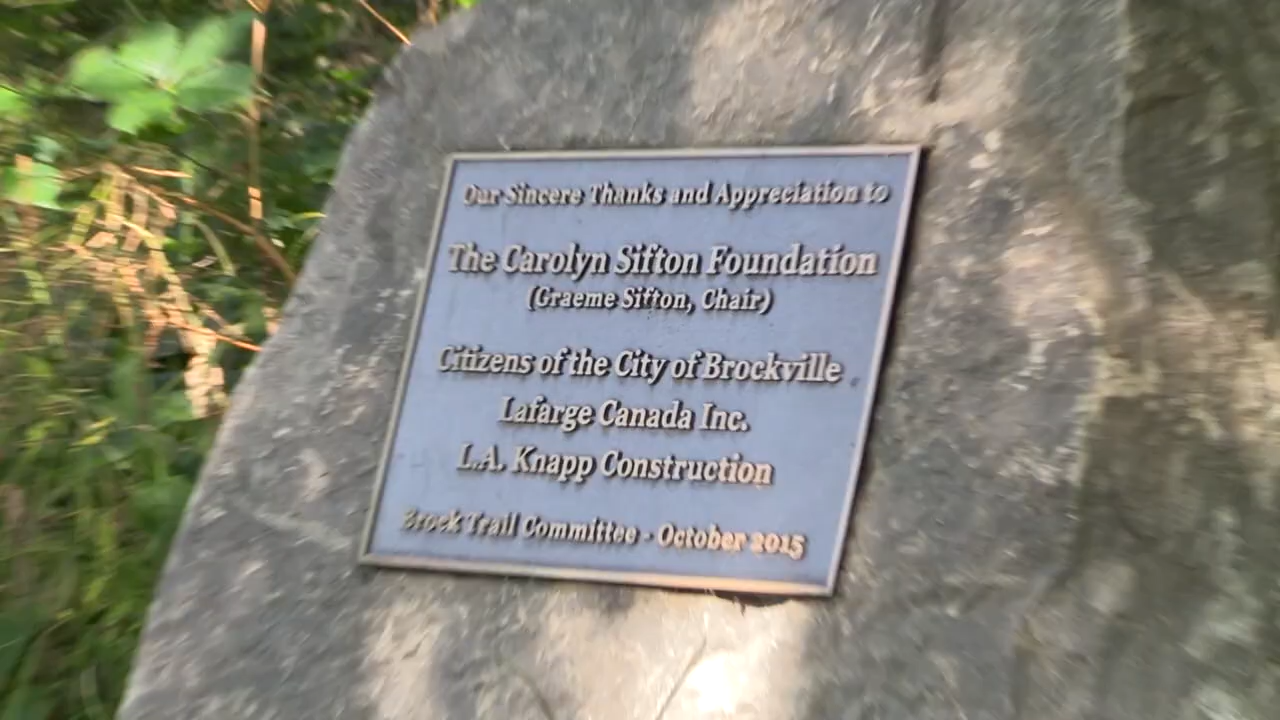 Our Sincere Thanks and Appreciation to
The Carolyn Sifton Foundation
(Graeme Sifton, Chair)
Citizens of the City of Brockville
Lafarge Canada Inc.
L.A. Knapp Construction
Brock Trail Committee - October 2015